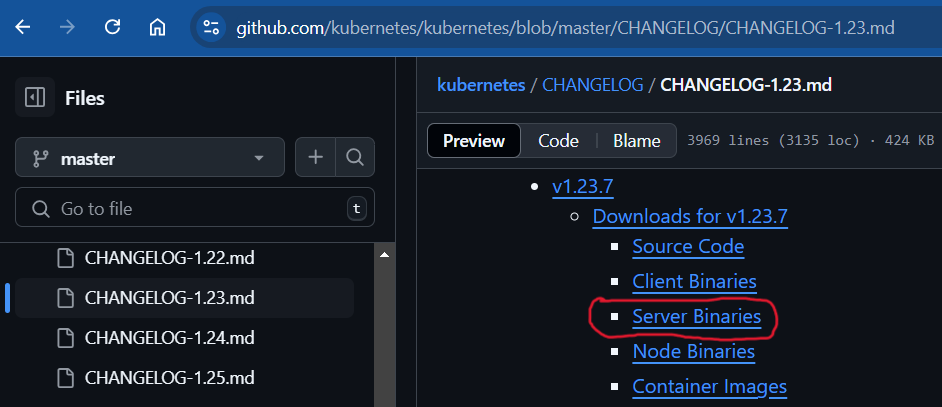 github.com/kubernetes/kubernetes/blob/master/CHANGELOG/CHANGELOG-1.23.md
Files
master
Go to file
t
CHANGELOG-1.22.md
CHANGELOG-1.23.md
CHANGELOG-1.24.md
CHANGELOG-1.25.md
kubernetes / CHANGELOG / CHANGELOG-1.23.md
Preview Code Blame 3969 lines (3135 loc) · 424 KB
v1.23.7
Downloads for v1.23.7
Source Code
Client Binaries
Server Binaries
Node Binaries
Container Images